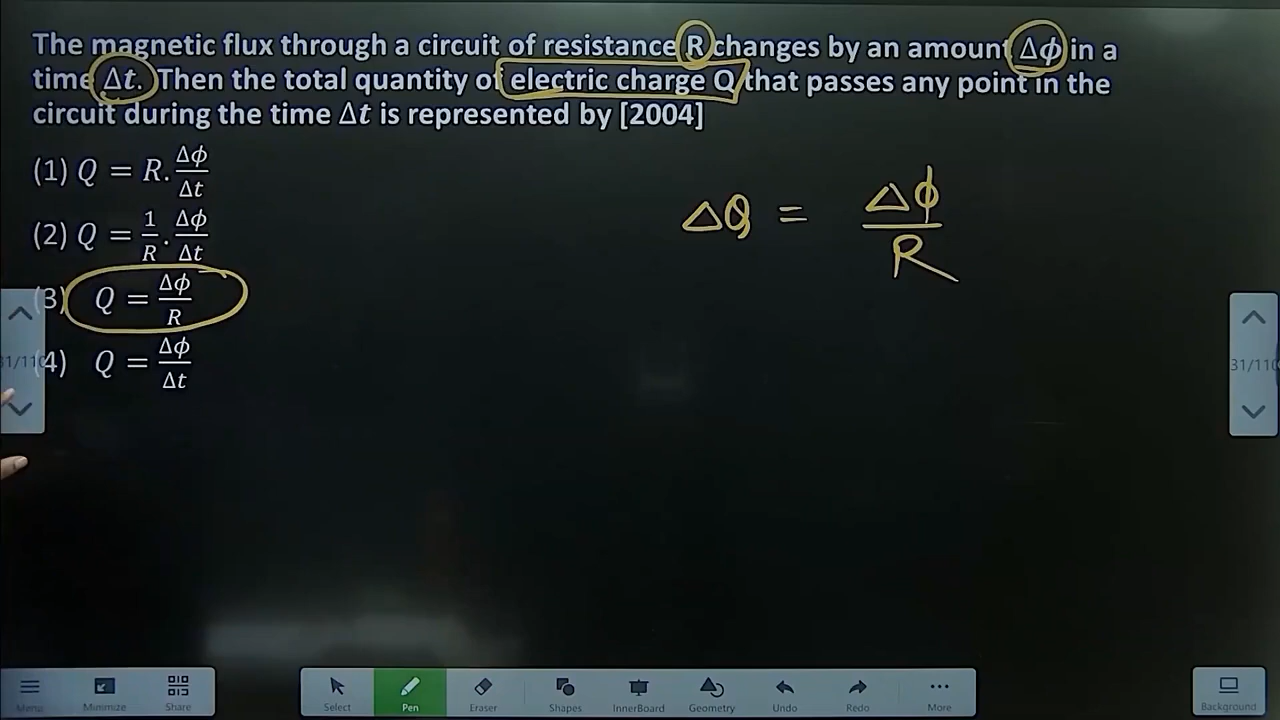 The magnetic flux through a circuit of resistance R changes by an amount Δϕ in a
time Δt. Then the total quantity of electric charge Q that passes any point in the
circuit during the time Δt is represented by [2004]
(1) Q = R. Δϕ/Δt
(2) Q = 1/R . Δϕ/Δt
(3) Q = Δϕ/R
(4) Q = Δϕ/Δt
ΔQ = Δϕ/R
31/110
31/110
Menu Minimize Share Select Pen Eraser Shapes InnerBoard Geometry Undo Redo More Background